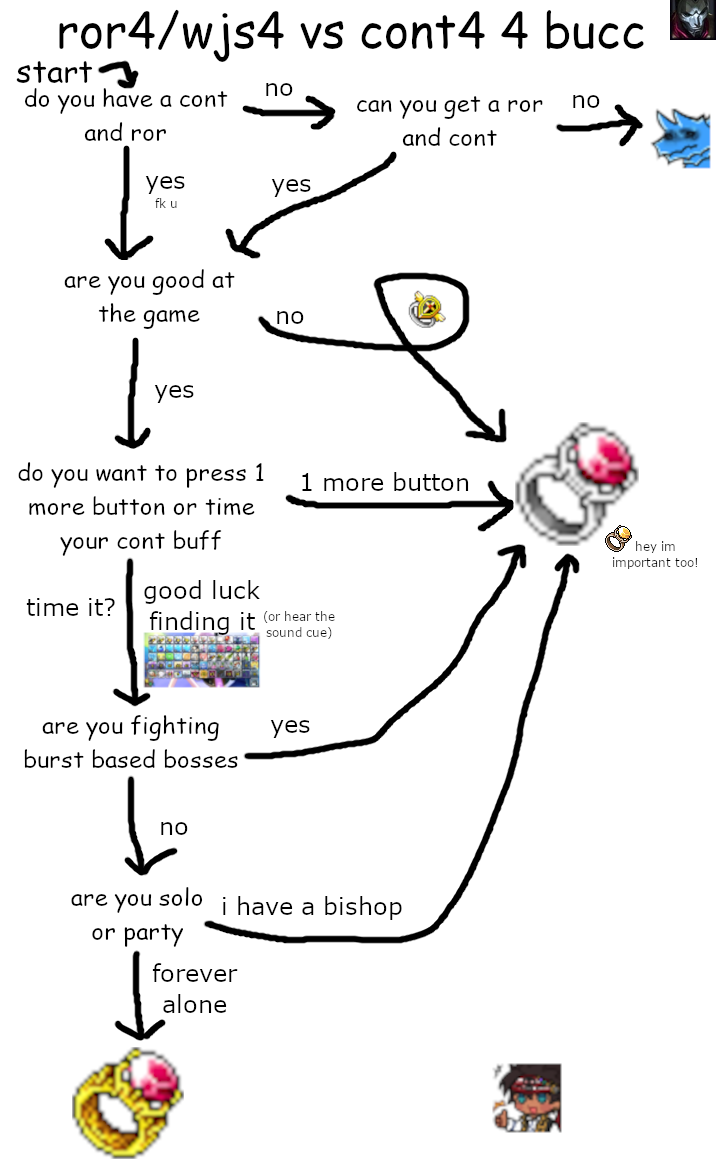 ror4/wjs4 vs cont4 4 bucc
start
do you have a cont
and ror
no
can you get a ror
and cont
no
yes
fk u
yes
are you good at
the game
no
yes
do you want to press 1
more button or time
your cont buff
1 more button
hey im
important too!
time it?
good luck
finding it
(or hear the
sound cue)
are you fighting
burst based bosses
yes
no
are you solo
or party
i have a bishop
forever
alone